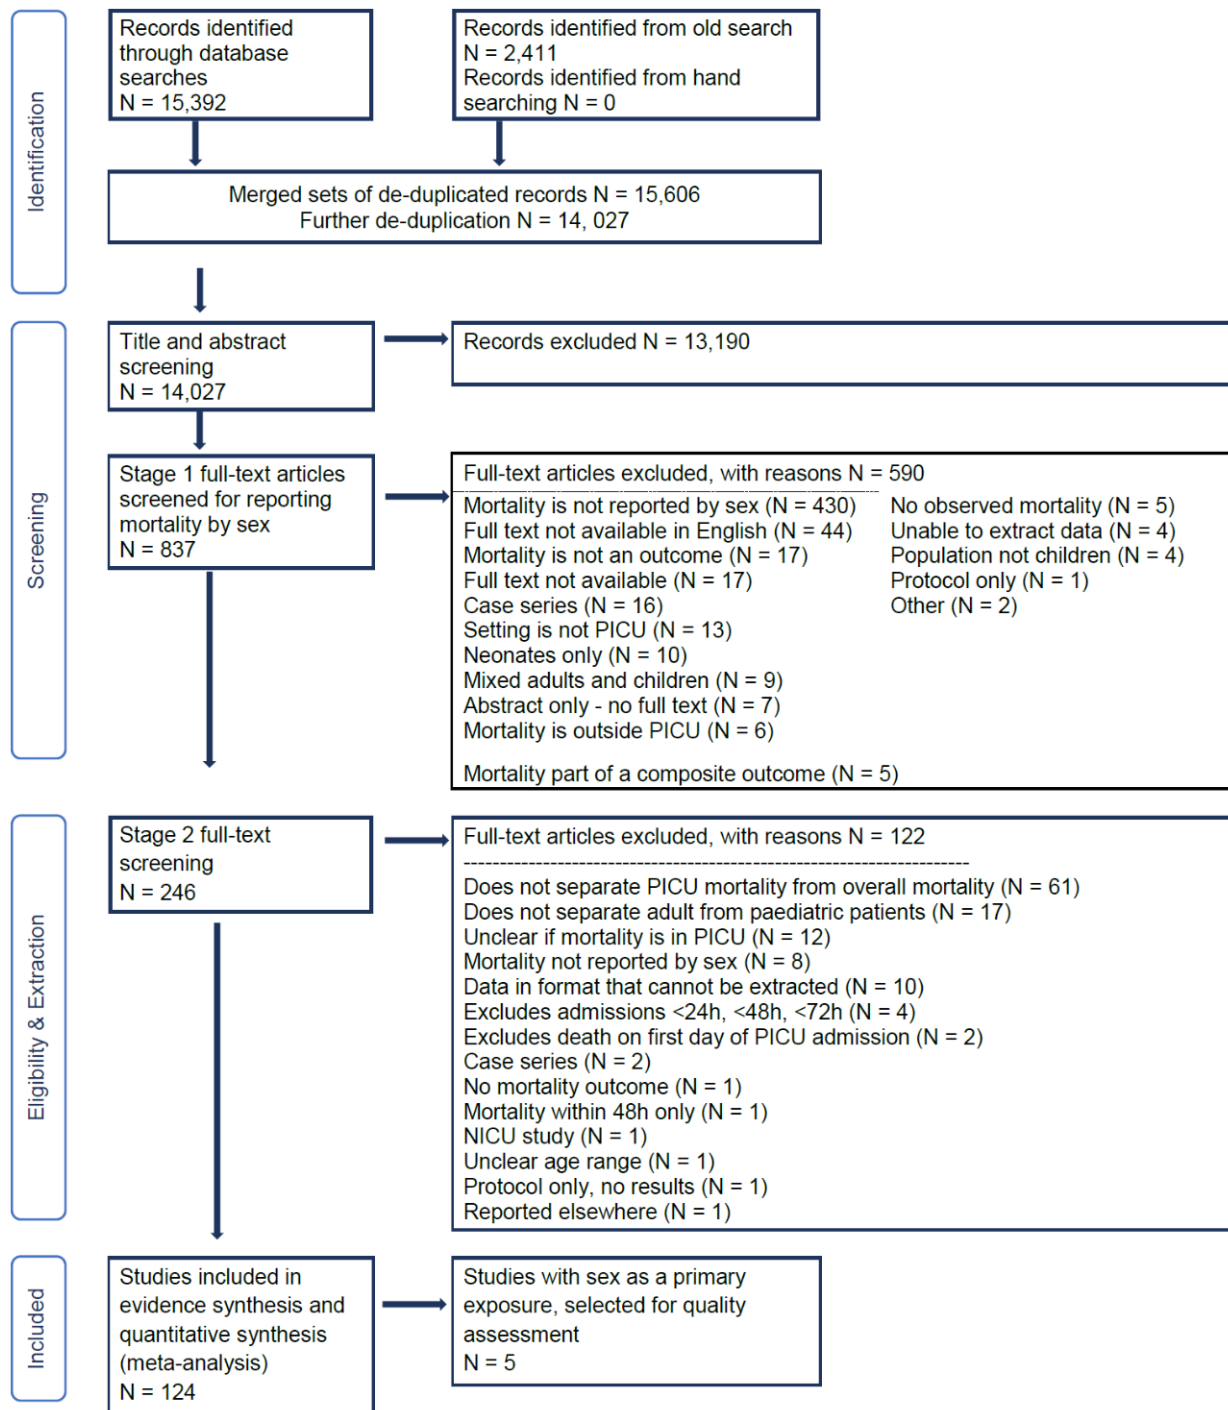 Identification
Records identified
through database
searches
N = 15,392
Records identified from old search
N = 2,411
Records identified from hand
searching N = 0
Merged sets of de-duplicated records N = 15,606
Further de-duplication N = 14, 027
Screening
Title and abstract
screening
N = 14,027
Records excluded N = 13,190
Stage 1 full-text articles
screened for reporting
mortality by sex
N = 837
Full-text articles excluded, with reasons N = 590
Mortality is not reported by sex (N = 430)
Full text not available in English (N = 44)
Mortality is not an outcome (N = 17)
Full text not available (N = 17)
Case series (N = 16)
Setting is not PICU (N = 13)
Neonates only (N = 10)
Mixed adults and children (N = 9)
Abstract only - no full text (N = 7)
Mortality is outside PICU (N = 6)
Mortality part of a composite outcome (N = 5)
No observed mortality (N = 5)
Unable to extract data (N = 4)
Population not children (N = 4)
Protocol only (N = 1)
Other (N = 2)
Eligibility & Extraction
Stage 2 full-text
screening
N = 246
Full-text articles excluded, with reasons N = 122
----------------------------------------------------------------------
Does not separate PICU mortality from overall mortality (N = 61)
Does not separate adult from paediatric patients (N = 17)
Unclear if mortality is in PICU (N = 12)
Mortality not reported by sex (N = 8)
Data in format that cannot be extracted (N = 10)
Excludes admissions <24h, <48h, <72h (N = 4)
Excludes death on first day of PICU admission (N = 2)
Case series (N = 2)
No mortality outcome (N = 1)
Mortality within 48h only (N = 1)
NICU study (N = 1)
Unclear age range (N = 1)
Protocol only, no results (N = 1)
Reported elsewhere (N = 1)
Included
Studies included in
evidence synthesis and
quantitative synthesis
(meta-analysis)
N = 124
Studies with sex as a primary
exposure, selected for quality
assessment
N = 5